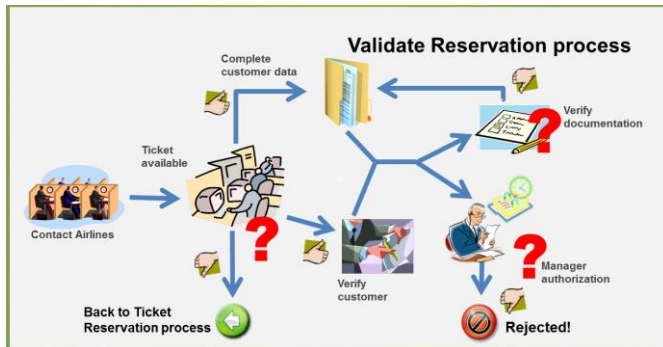 Validate Reservation process
Complete
customer data
Verify
documentation
Ticket
available
Contact Airlines
Verify
customer
Manager
authorization
Back to Ticket
Reservation process
Rejected!
?
?
?